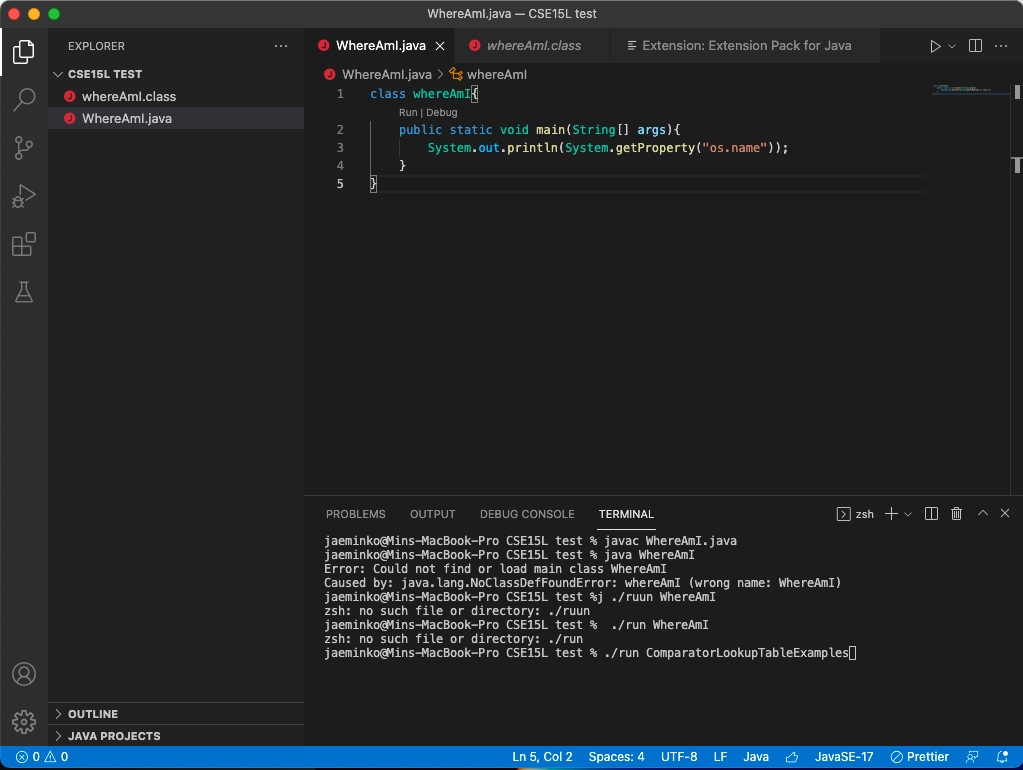 WhereAmI.java — CSE15L test
EXPLORER
CSE15L TEST
whereAmI.class
WhereAmI.java
OUTLINE
JAVA PROJECTS
WhereAmI.java
whereAmI.class
Extension: Extension Pack for Java
WhereAmI.java > whereAmI
1 class whereAmI{
Run | Debug
2 public static void main(String[] args){
3 System.out.println(System.getProperty("os.name"));
4 }
5 }
PROBLEMS OUTPUT DEBUG CONSOLE TERMINAL
zsh
jaeminko@Mins-MacBook-Pro CSE15L test % javac WhereAmI.java
jaeminko@Mins-MacBook-Pro CSE15L test % java WhereAmI
Error: Could not find or load main class WhereAmI
Caused by: java.lang.NoClassDefFoundError: whereAmI (wrong name: WhereAmI)
jaeminko@Mins-MacBook-Pro CSE15L test %j ./ruun WhereAmI
zsh: no such file or directory: ./ruun
jaeminko@Mins-MacBook-Pro CSE15L test %  ./run WhereAmI
zsh: no such file or directory: ./run
jaeminko@Mins-MacBook-Pro CSE15L test % ./run ComparatorLookupTableExamples
0 0 Ln 5, Col 2 Spaces: 4 UTF-8 LF Java JavaSE-17 Prettier